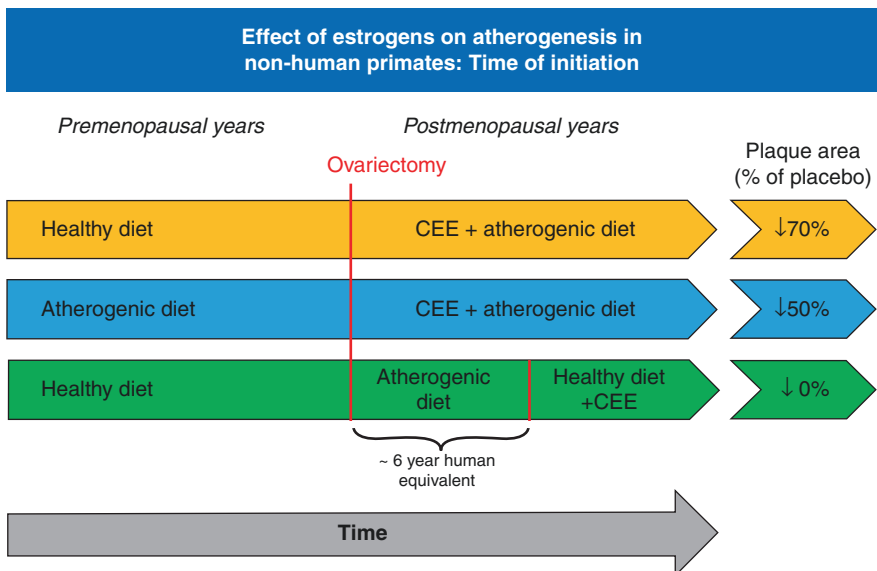 Effect of estrogens on atherogenesis in
non-human primates: Time of initiation
Premenopausal years
Postmenopausal years
Plaque area
(% of placebo)
Ovariectomy
Healthy diet
CEE + atherogenic diet
↓70%
Atherogenic diet
CEE + atherogenic diet
↓50%
Healthy diet
Atherogenic
diet
Healthy diet
+CEE
↓ 0%
~ 6 year human
equivalent
Time